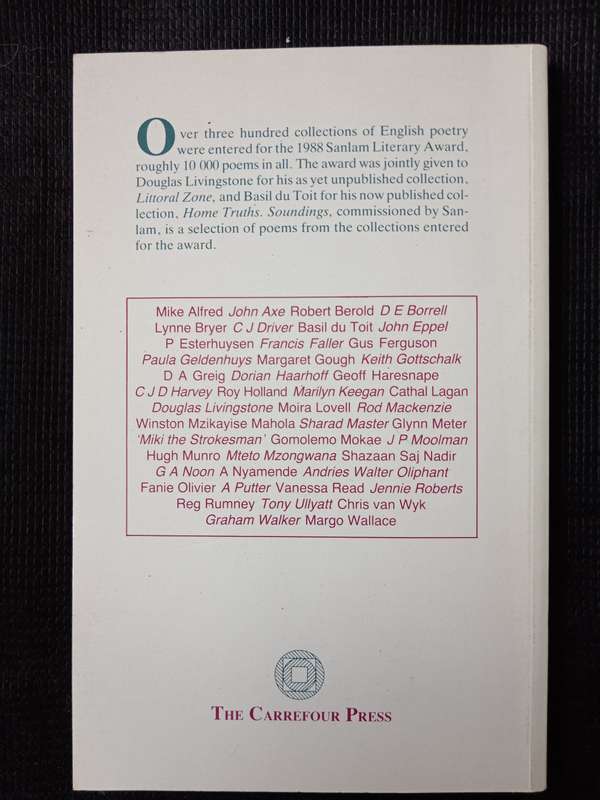 Over three hundred collections of English poetry
were entered for the 1988 Sanlam Literary Award,
roughly 10 000 poems in all. The award was jointly given to
Douglas Livingstone for his as yet unpublished collection,
Littoral Zone, and Basil du Toit for his now published col-
lection, Home Truths. Soundings, commissioned by San-
lam, is a selection of poems from the collections entered
for the award.
Mike Alfred John Axe Robert Berold D E Borrell
Lynne Bryer C J Driver Basil du Toit John Eppel
P Esterhuysen Francis Faller Gus Ferguson
Paula Geldenhuys Margaret Gough Keith Gottschalk
D A Greig Dorian Haarhoff Geoff Haresnape
C J D Harvey Roy Holland Marilyn Keegan Cathal Lagan
Douglas Livingstone Moira Lovell Rod Mackenzie
Winston Mzikayise Mahola Sharad Master Glynn Meter
'Miki the Strokesman' Gomolemo Mokae J P Moolman
Hugh Munro Mteto Mzongwana Shazaan Saj Nadir
G A Noon A Nyamende Andries Walter Oliphant
Fanie Olivier A Putter Vanessa Read Jennie Roberts
Reg Rumney Tony Ullyatt Chris van Wyk
Graham Walker Margo Wallace
THE CARREFOUR PRESS